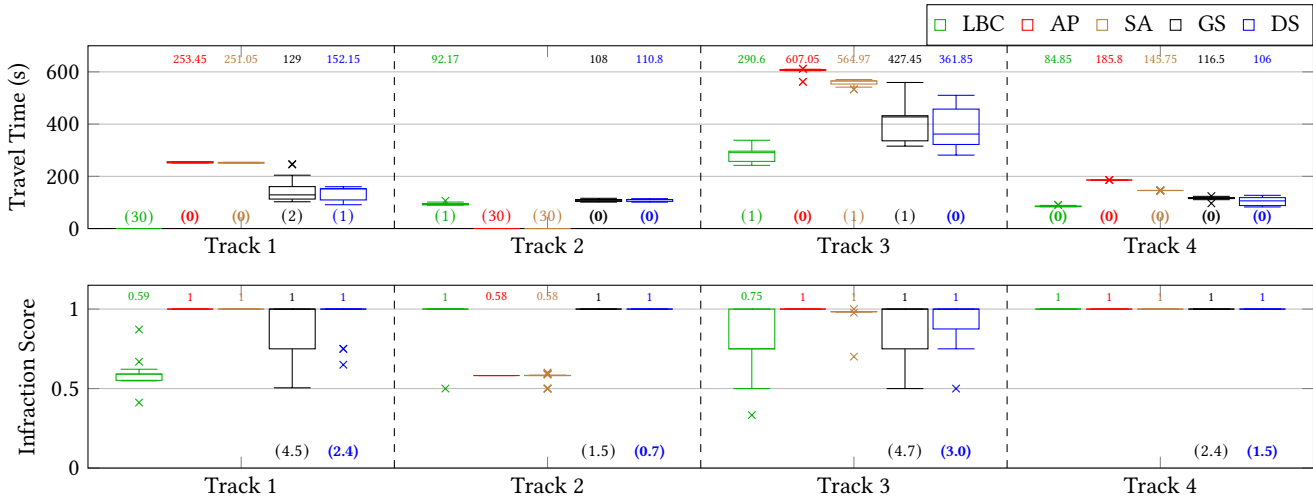 LBC AP SA GS DS
Travel Time (s)
600
400
200
0
253.45 251.05 129 152.15 92.17 108 110.8 290.6 607.05 564.97 427.45 361.85 84.85 185.8 145.75 116.5 106
(30) (0) (0) (2) (1) (1) (30) (30) (0) (0) (1) (0) (1) (1) (0) (0) (0) (0) (0) (0)
Track 1 Track 2 Track 3 Track 4
Infraction Score
1
0.5
0
0.59 1 1 1 1 1 0.58 0.58 1 1 0.75 1 1 1 1 1 1 1 1 1
(4.5) (2.4) (1.5) (0.7) (4.7) (3.0) (2.4) (1.5)
Track 1 Track 2 Track 3 Track 4